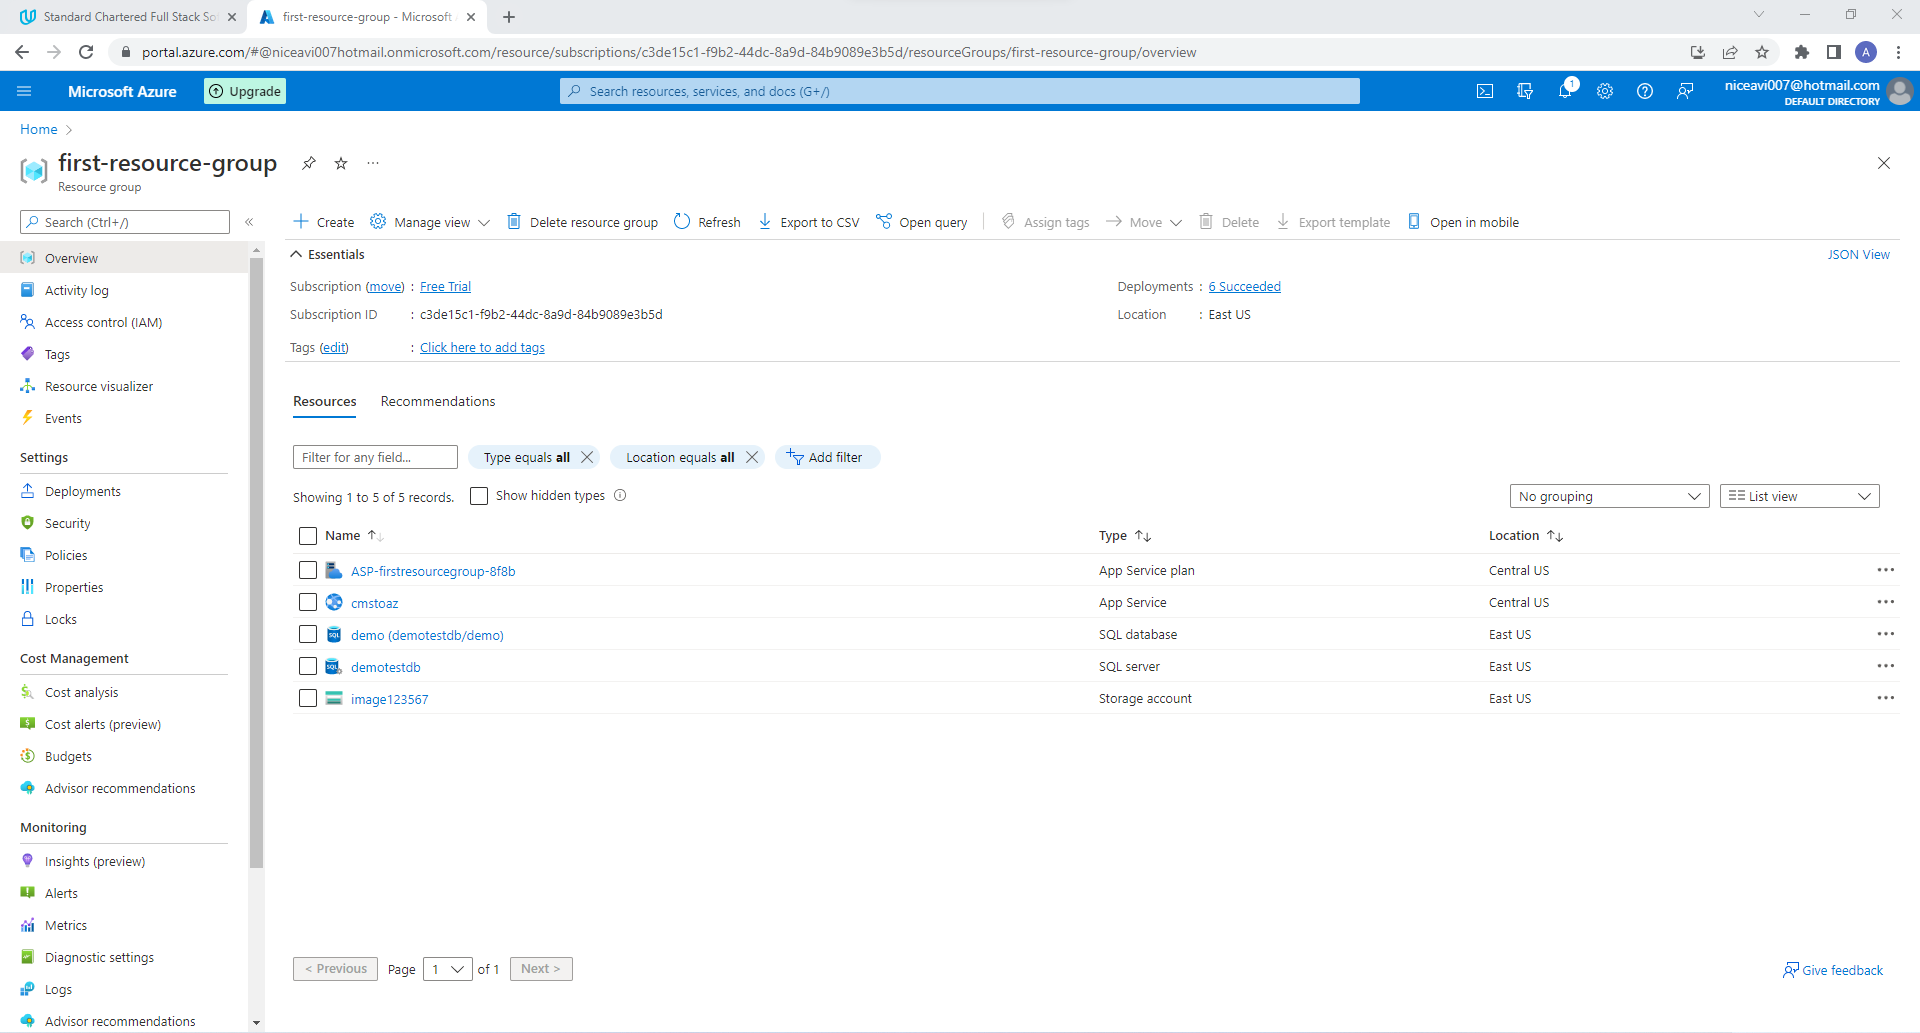 Standard Chartered Full Stack So
first-resource-group - Microsoft
portal.azure.com/#@niceavi007hotmail.onmicrosoft.com/resource/subscriptions/c3de15c1-f9b2-44dc-8a9d-84b9089e3b5d/resourceGroups/first-resource-group/overview
A
Microsoft Azure
Upgrade
Search resources, services, and docs (G+/)
1
niceavi007@hotmail.com
DEFAULT DIRECTORY
Home
first-resource-group
Resource group
Search (Ctrl+/)
Overview
Activity log
Access control (IAM)
Tags
Resource visualizer
Events
Settings
Deployments
Security
Policies
Properties
Locks
Cost Management
Cost analysis
Cost alerts (preview)
Budgets
Advisor recommendations
Monitoring
Insights (preview)
Alerts
Metrics
Diagnostic settings
Logs
Advisor recommendations
Create Manage view Delete resource group Refresh Export to CSV Open query Assign tags Move Delete Export template Open in mobile
Essentials
JSON View
Subscription (move) : Free Trial
Subscription ID : c3de15c1-f9b2-44dc-8a9d-84b9089e3b5d
Tags (edit) : Click here to add tags
Deployments : 6 Succeeded
Location : East US
Resources Recommendations
Filter for any field... Type equals all Location equals all Add filter
Showing 1 to 5 of 5 records. Show hidden types
No grouping List view
Name Type Location
ASP-firstresourcegroup-8f8b App Service plan Central US
cmstoaz App Service Central US
demo (demotestdb/demo) SQL database East US
demotestdb SQL server East US
image123567 Storage account East US
< Previous Page 1 of 1 Next >
Give feedback